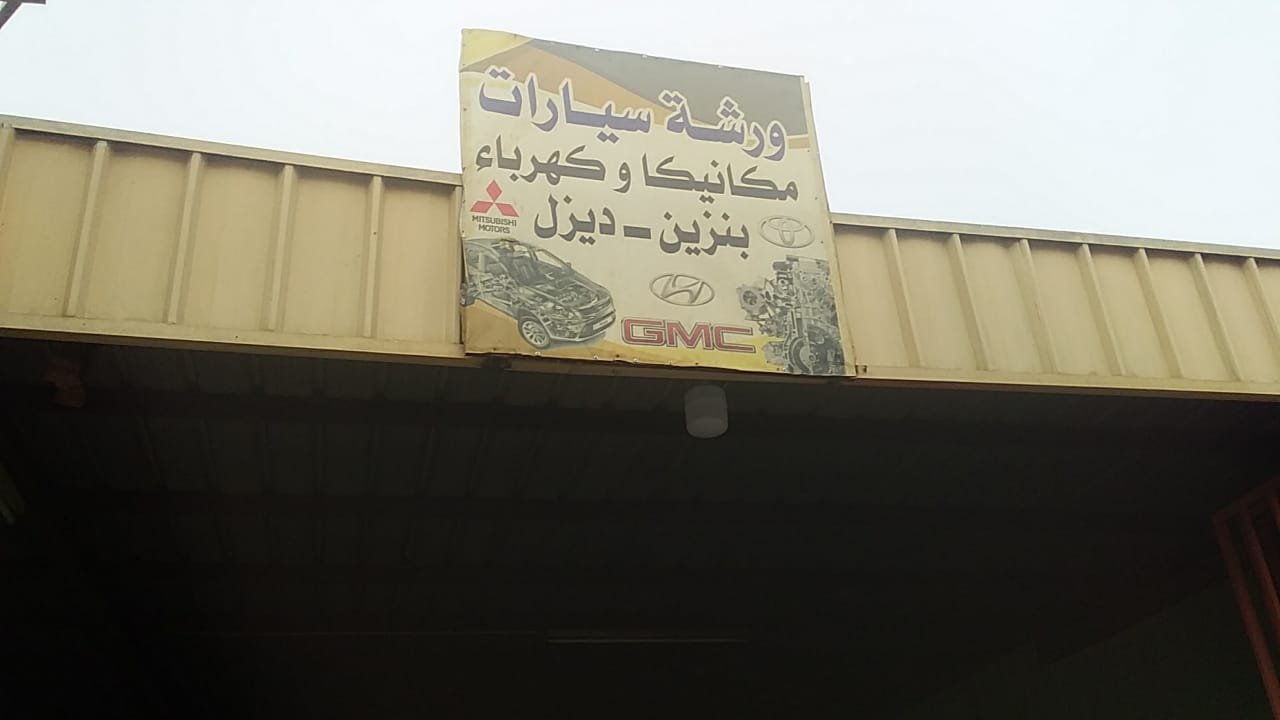 ورشة سيارات
مكانيكا و كهرباء
بنزين - ديزل
MITSUBISHI
MOTORS
GMC